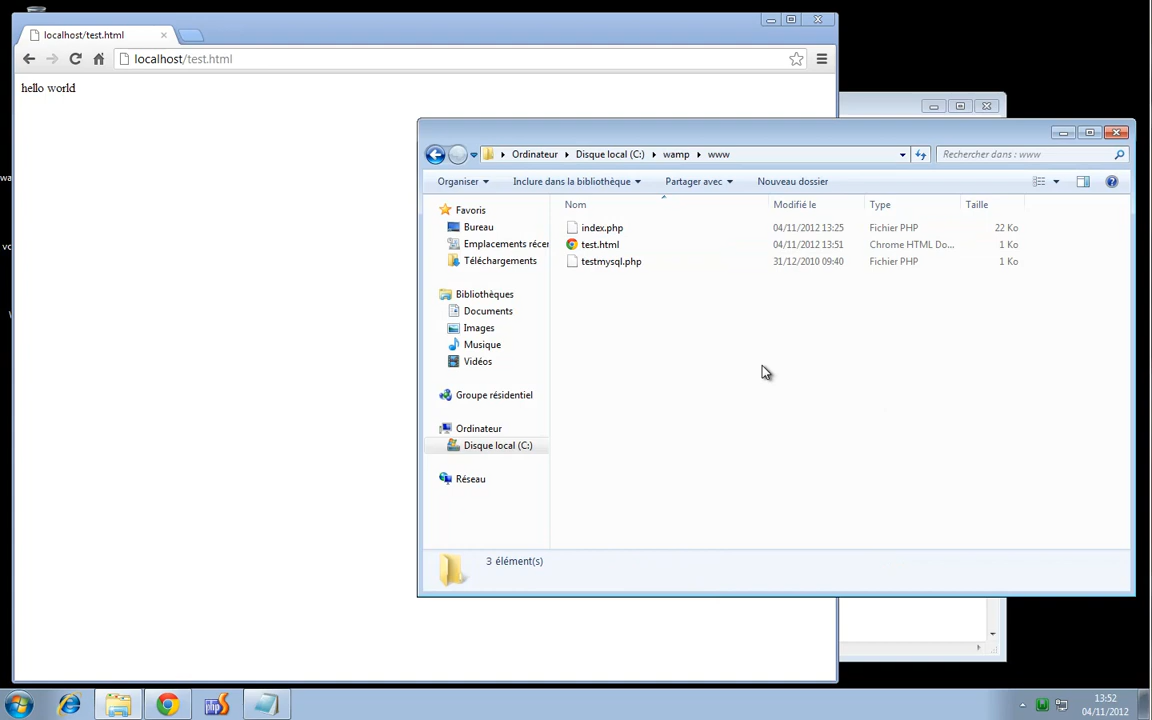 localhost/test.html
localhost/test.html
hello world
Ordinateur Disque local (C:) wamp www
Rechercher dans : www
Organiser Inclure dans la bibliothèque Partager avec Nouveau dossier
Nom Modifié le Type Taille
index.php 04/11/2012 13:25 Fichier PHP 22 Ko
test.html 04/11/2012 13:51 Chrome HTML Do... 1 Ko
testmysql.php 31/12/2010 09:40 Fichier PHP 1 Ko
Favoris
Bureau
Emplacements récer
Téléchargements
Bibliothèques
Documents
Images
Musique
Vidéos
Groupe résidentiel
Ordinateur
Disque local (C:)
Réseau
3 élément(s)
13:52
04/11/2012